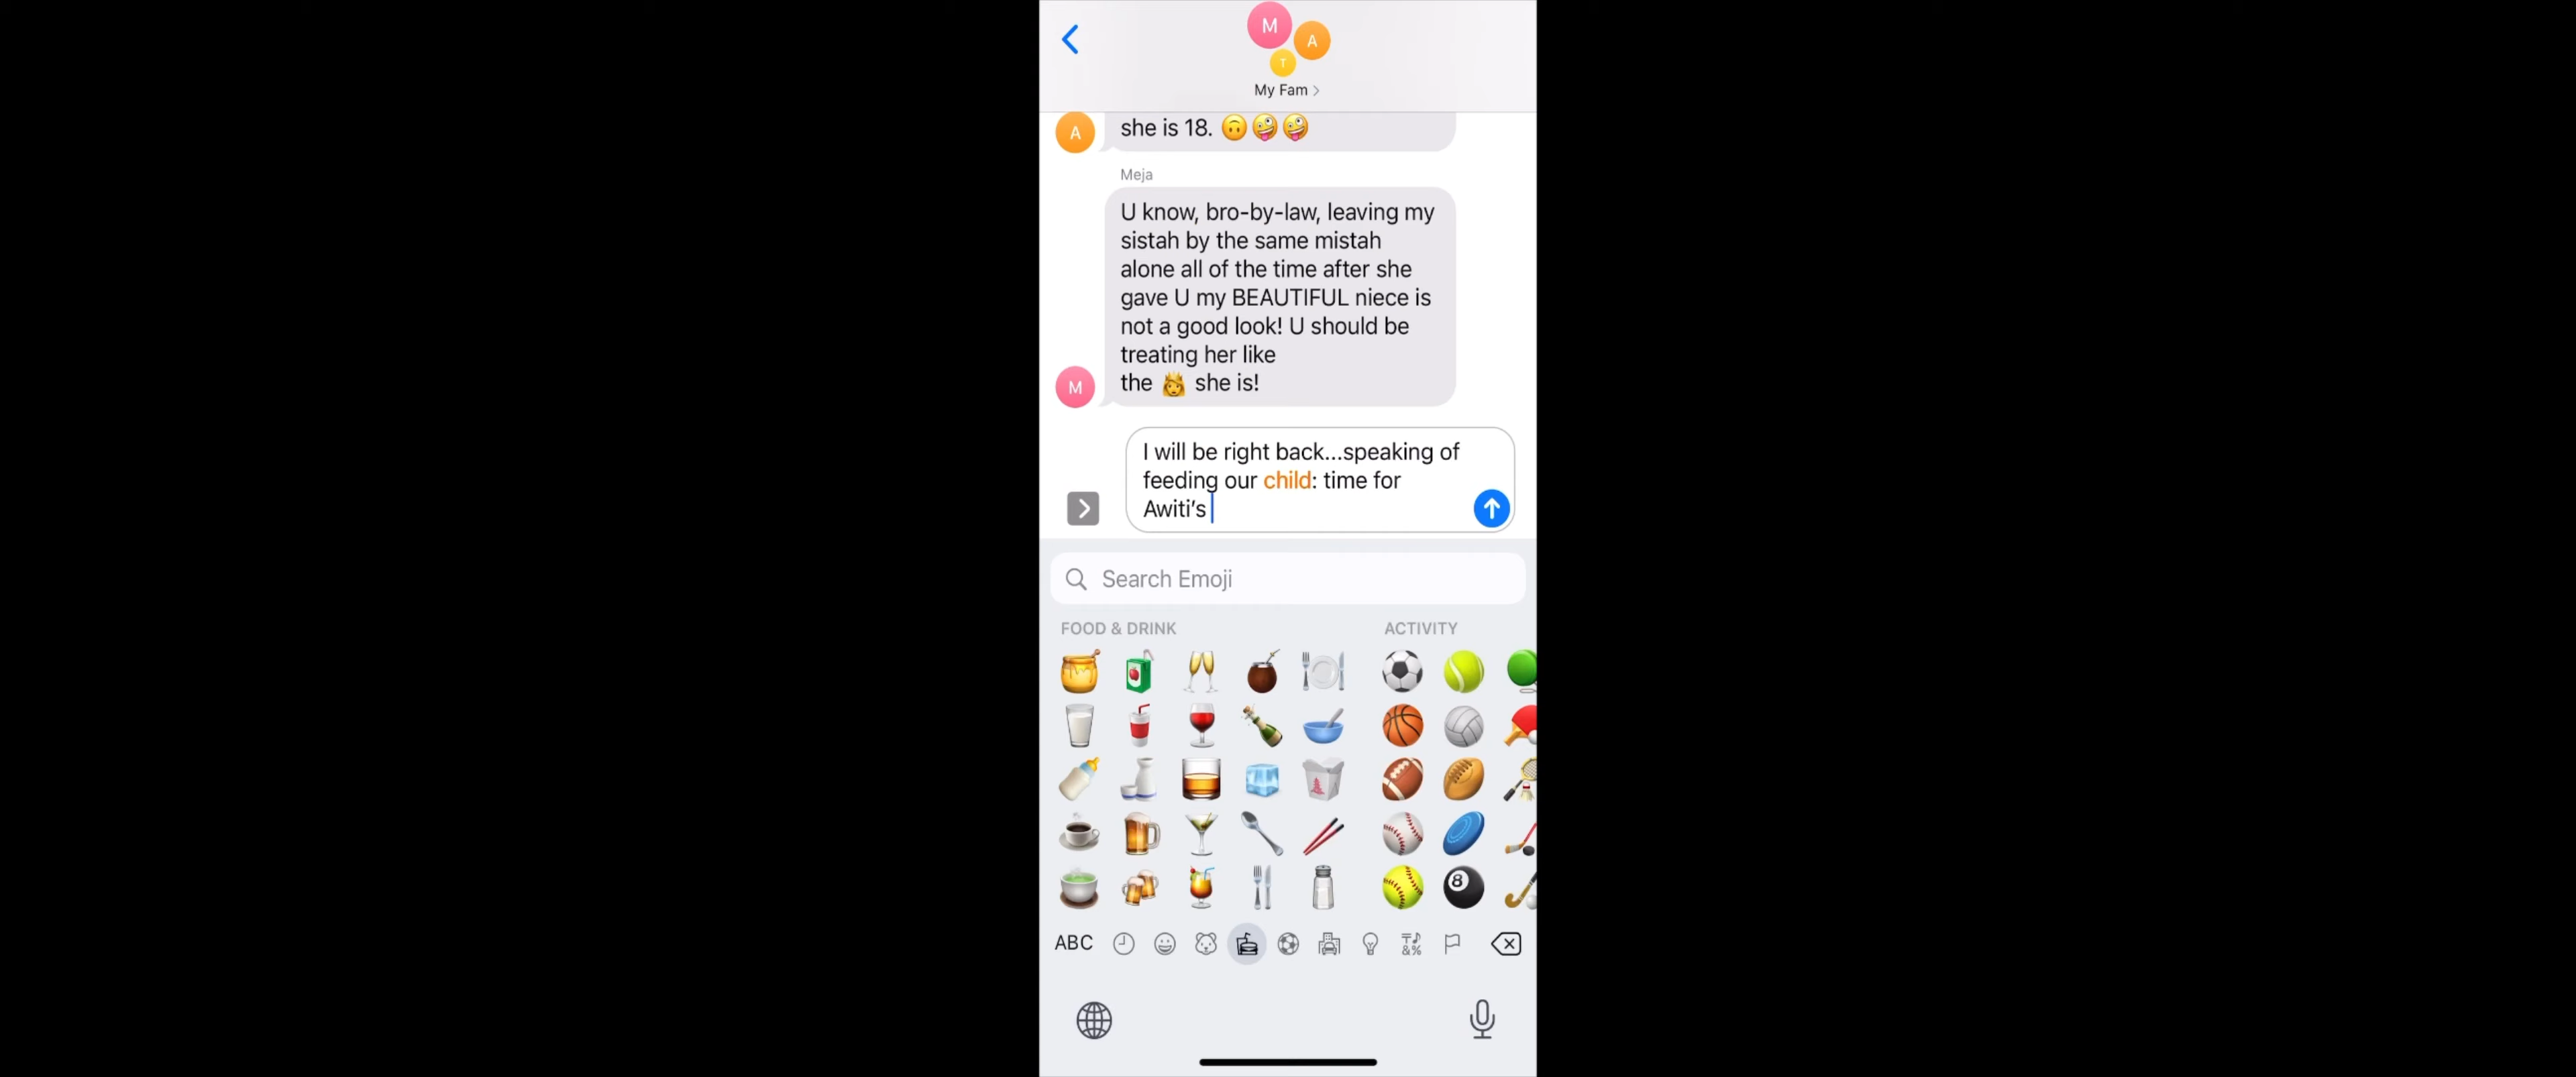 M
A
T
My Fam >
A
she is 18. 🙃🤪🤪
Meja
U know, bro-by-law, leaving my
sistah by the same mistah
alone all of the time after she
gave U my BEAUTIFUL niece is
not a good look! U should be
treating her like
the 👸 she is!
M
I will be right back...speaking of
feeding our child: time for
Awiti's
Search Emoji
FOOD & DRINK
ACTIVITY
8
ABC